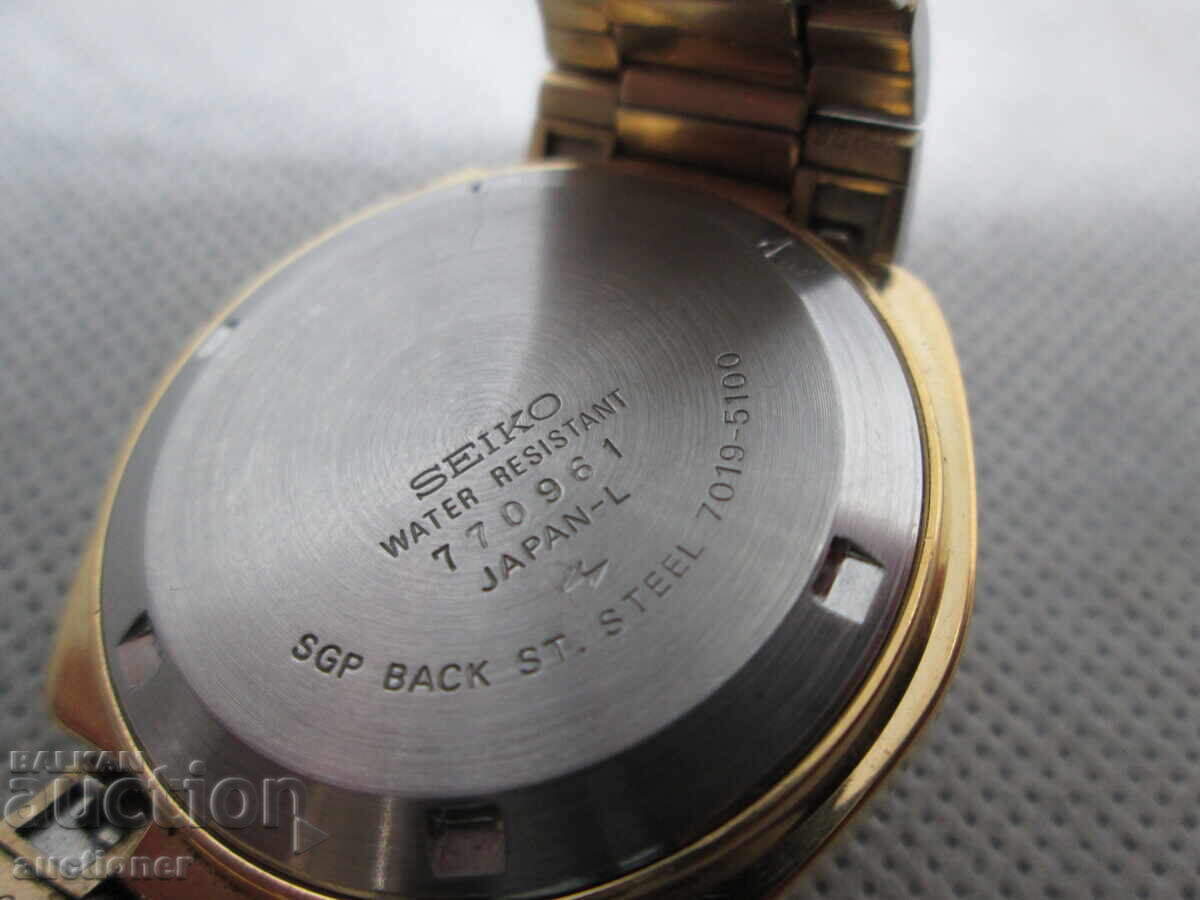 SEIKO
WATER RESISTANT
770961
JAPAN-L
SGP BACK ST. STEEL 7019-5100
BALKAN
auction
auctioner